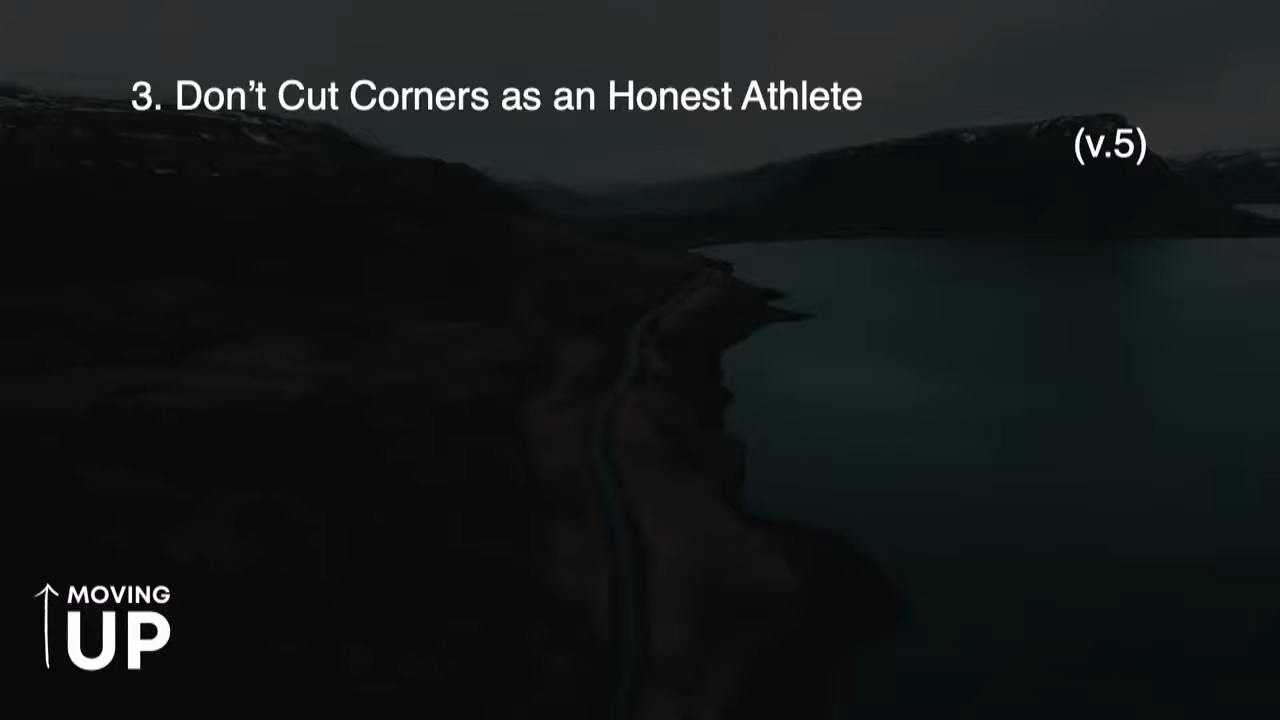 3. Don’t Cut Corners as an Honest Athlete
(v.5)
MOVING
UP